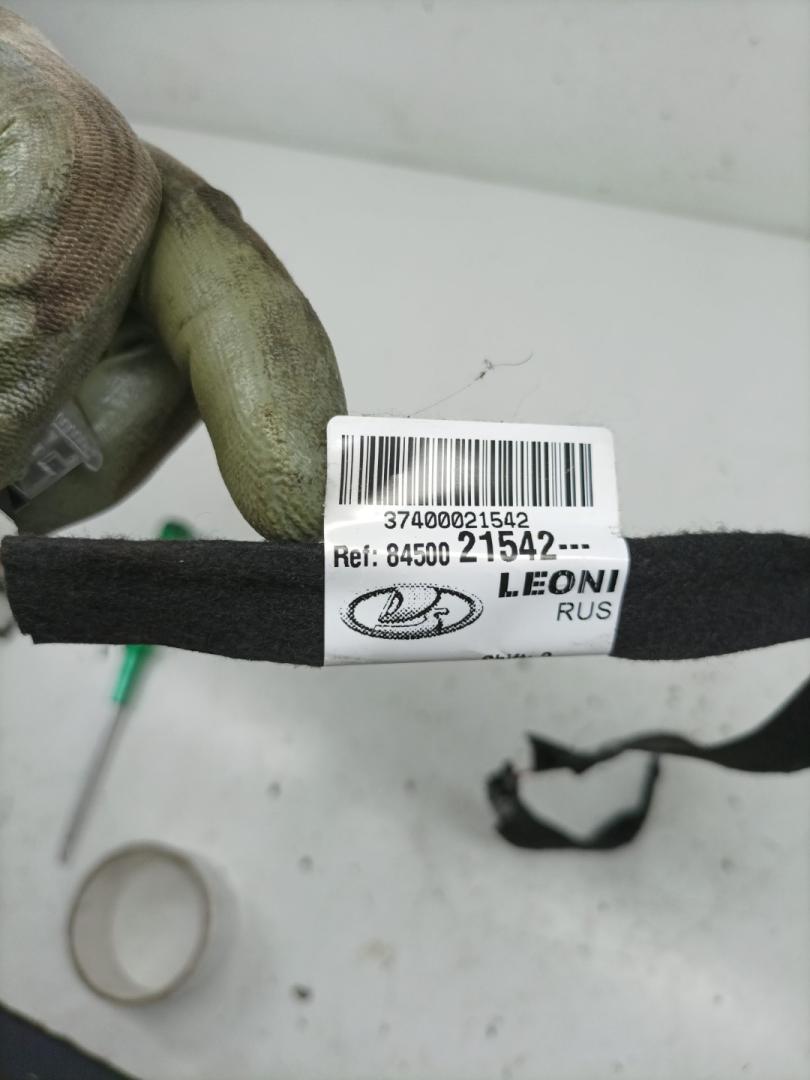 37400021542
Ref: 84500 21542---
LEONI
RUS